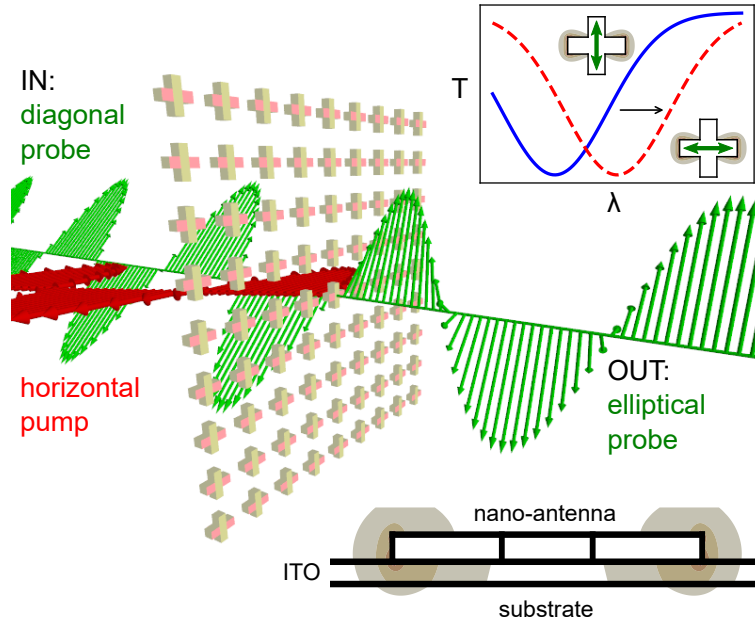 IN:
diagonal
probe
T
λ
horizontal
pump
OUT:
elliptical
probe
nano-antenna
ITO
substrate